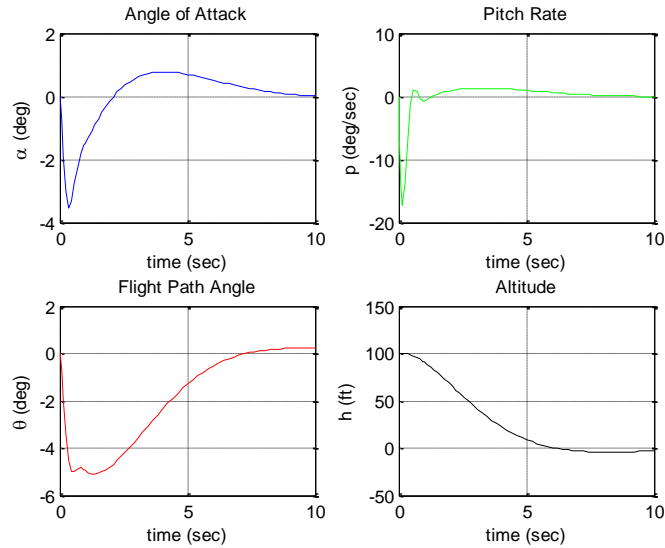 Angle of Attack
2
0
-2
-4
α (deg)
0
5
10
time (sec)
Pitch Rate
10
0
-10
-20
p (deg/sec)
0
5
10
time (sec)
Flight Path Angle
2
0
-2
-4
-6
θ (deg)
0
5
10
time (sec)
Altitude
150
100
50
0
-50
h (ft)
0
5
10
time (sec)